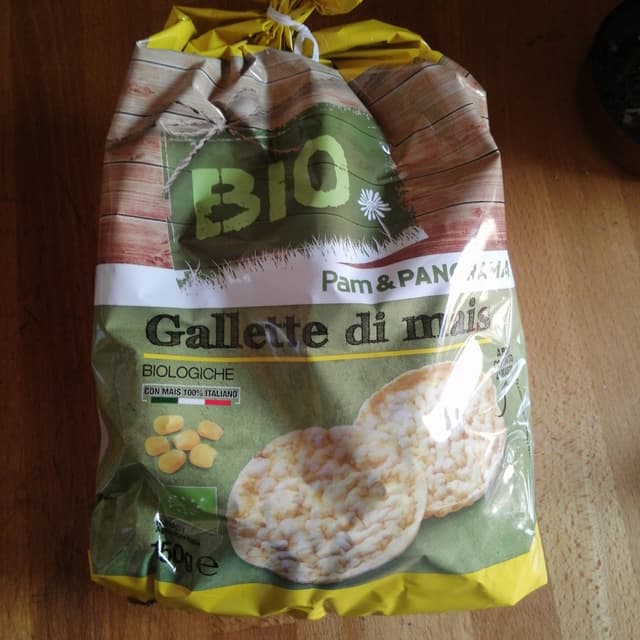 BIO
Pam & PANORAMA
Gallette di mais
BIOLOGICHE
CON MAIS 100% ITALIANO
150g e